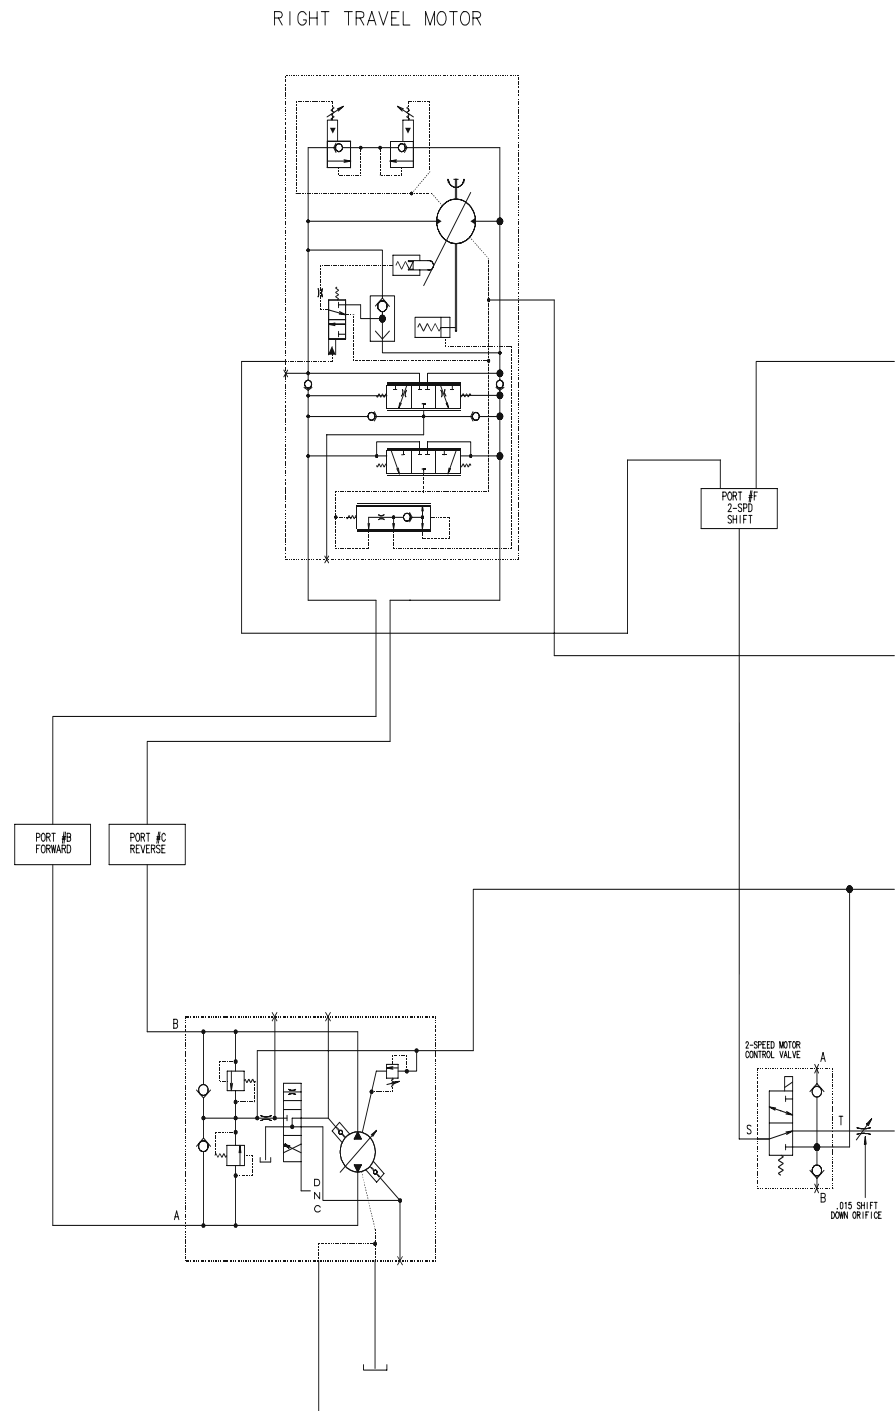 RIGHT TRAVEL MOTOR
PORT #F
2-SPD
SHIFT
PORT #B
FORWARD
PORT #C
REVERSE
B
2-SPEED MOTOR
CONTROL VALVE
A
S
T
B
.015 SHIFT
DOWN ORIFICE
D
N
C
A